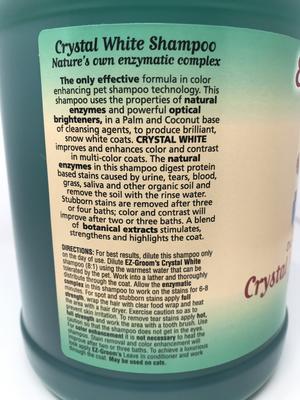 Crystal White Shampoo
Nature's own enzymatic complex
The only effective formula in color
enhancing pet shampoo technology. This
shampoo uses the properties of natural
enzymes and powerful optical
brighteners, in a Palm and Coconut base
of cleansing agents, to produce brilliant,
snow white coats. CRYSTAL WHITE
improves and enhances color and contrast
in multi-color coats. The natural
enzymes in this shampoo digest protein
based stains caused by urine, tears, blood,
grass, saliva and other organic soil and
remove the soil with the rinse water.
Stubborn stains are removed after three
or four baths; color and contrast will
improve after two or three baths. A blend
of botanical extracts stimulates,
strengthens and highlights the coat.
DIRECTIONS: For best results, dilute this shampoo only
on the day of use. Dilute EZ-Groom's Crystal White
Shampoo (8:1) using the warmest water that can be
tolerated by the pet. Work into a lather and thoroughly
distribute through the coat. Allow the enzymatic
complex in this shampoo to work on the stains for 6-8
minutes. For spot and stubborn stains apply full
strength, wrap the hair with clear food wrap and heat
the area with a hair dryer. Exercise caution so as to
prevent skin irritation. To remove tear stains apply hot,
full strength and work the area with a tooth brush. Use
caution so that the shampoo does not get in the eyes.
For color enhancement it is not necessary to heat the
shampoo. Stain removal and color enhancement will
improve after two or three baths. To achieve a luxurious
coat apply EZ-Groom's Leave in conditioner and work
through the coat. May be used on cats.
Crystal